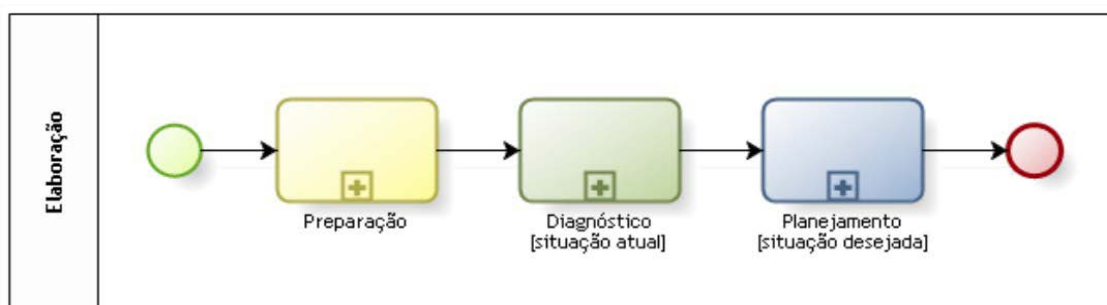 Elaboração
Preparação
Diagnóstico
[situação atual]
Planejamento
[situação desejada]